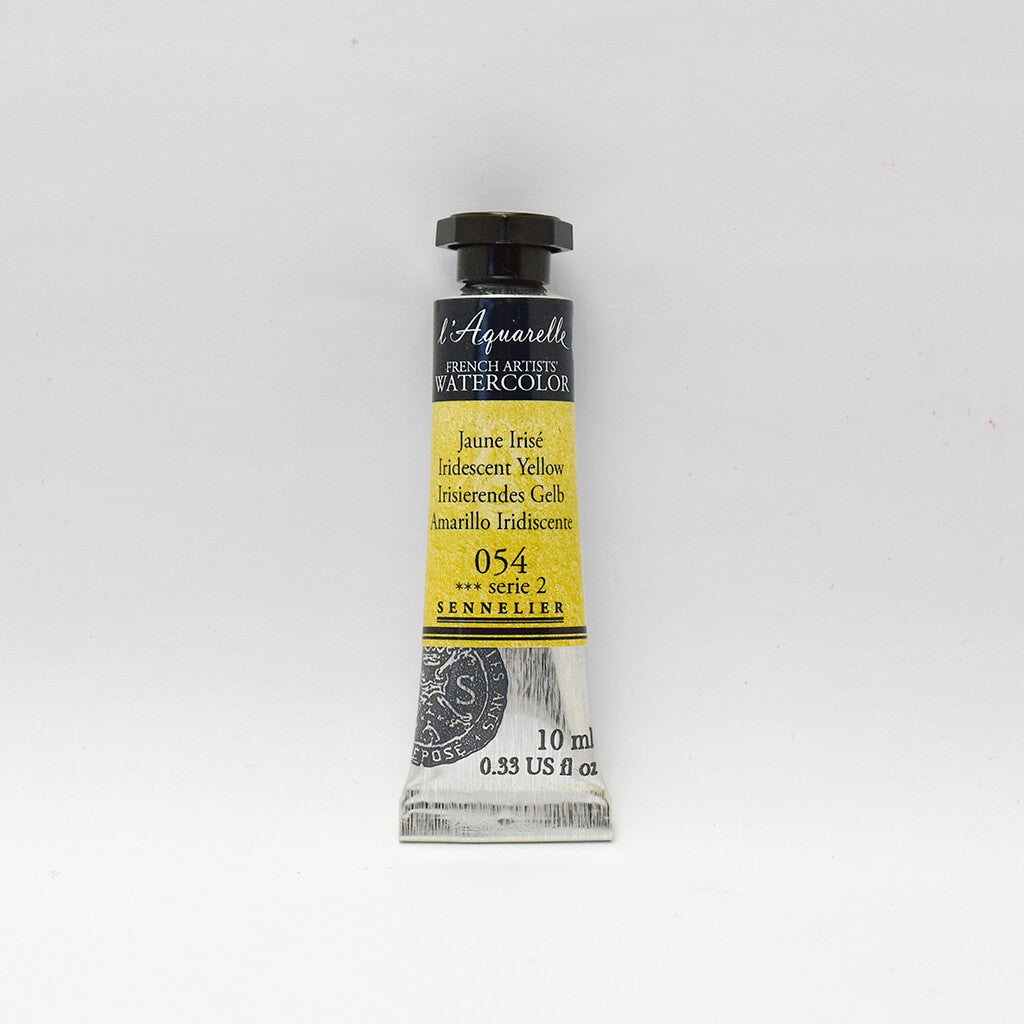 l'Aquarelle
FRENCH ARTISTS'
WATERCOLOR
Jaune Irisé
Iridescent Yellow
Irisierendes Gelb
Amarillo Iridiscente
054
*** serie 2
SENNELIER
S
ARTS
10 ml
0.33 US fl oz